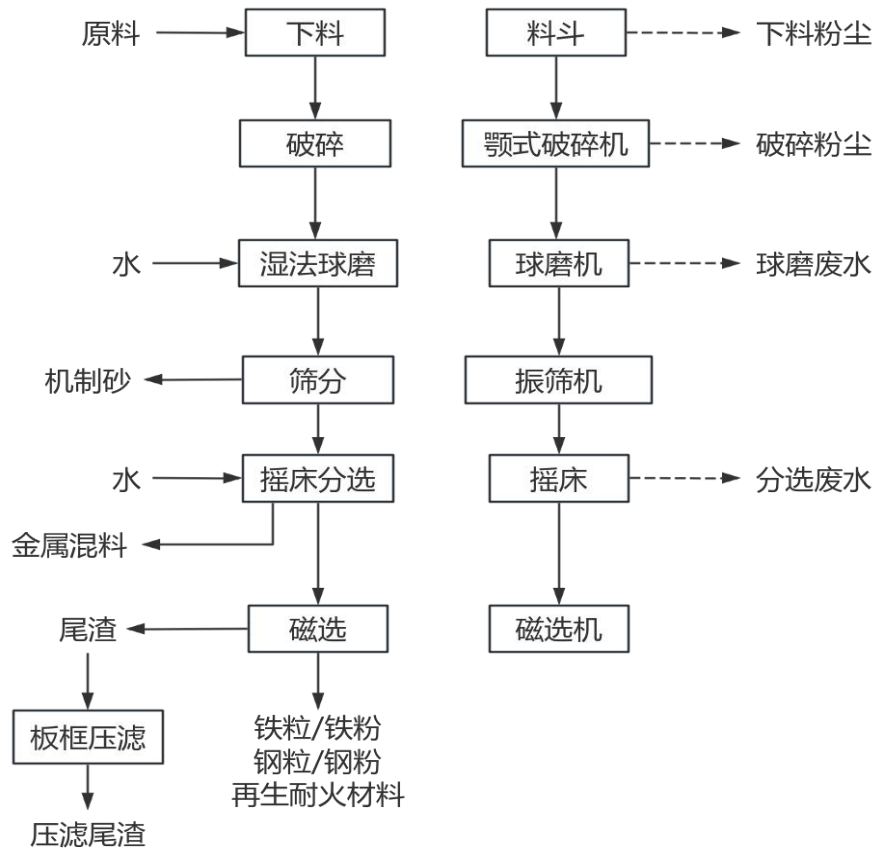 原料
下料
料斗
下料粉尘
破碎
颚式破碎机
破碎粉尘
水
湿法球磨
球磨机
球磨废水
机制砂
筛分
振筛机
水
摇床分选
摇床
分选废水
金属混料
尾渣
磁选
磁选机
板框压滤
铁粒/铁粉
钢粒/钢粉
再生耐火材料
压滤尾渣